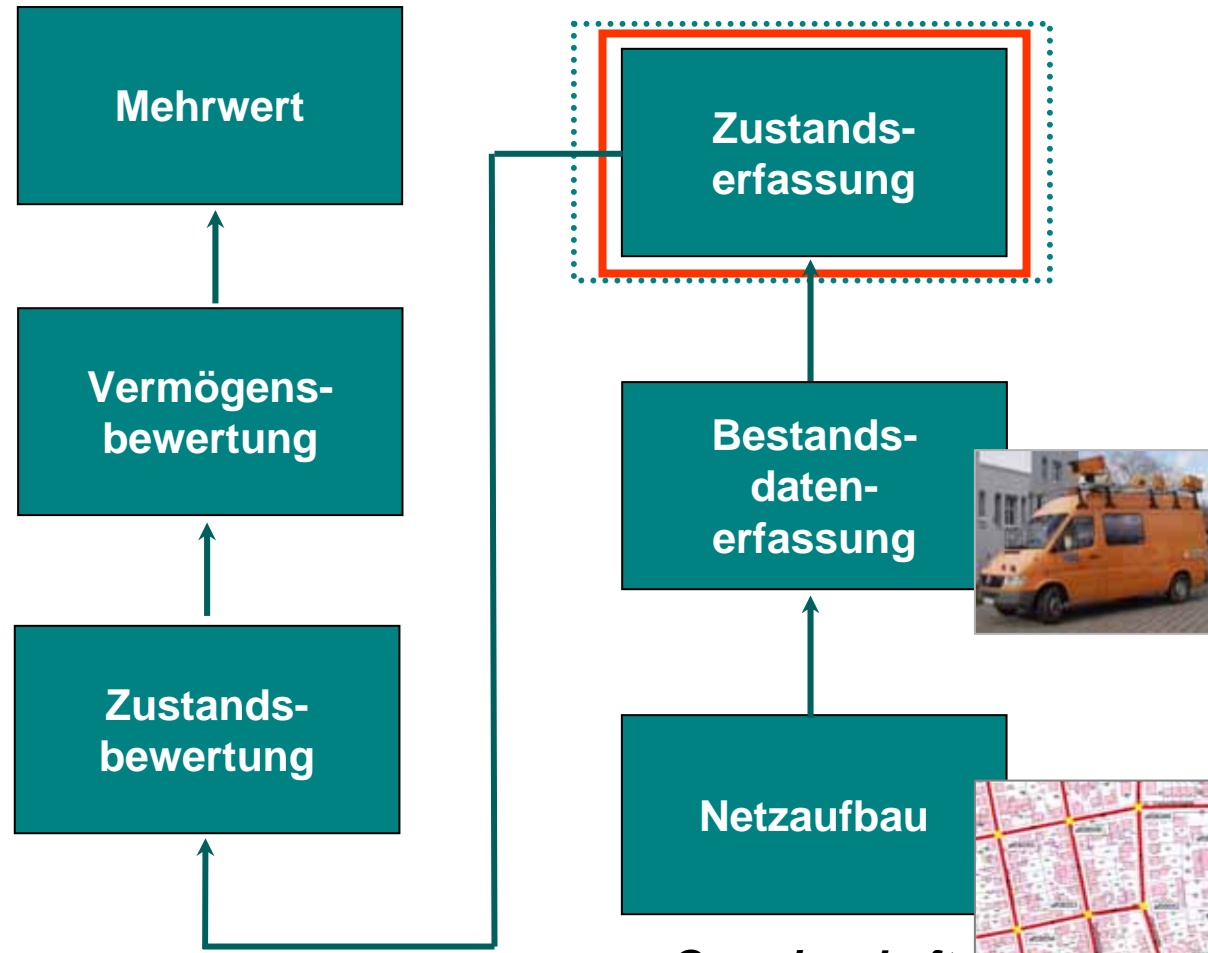 Mehrwert
Vermögens-
bewertung
Zustands-
bewertung
Zustands-
erfassung
Bestands-
daten-
erfassung
Netzaufbau